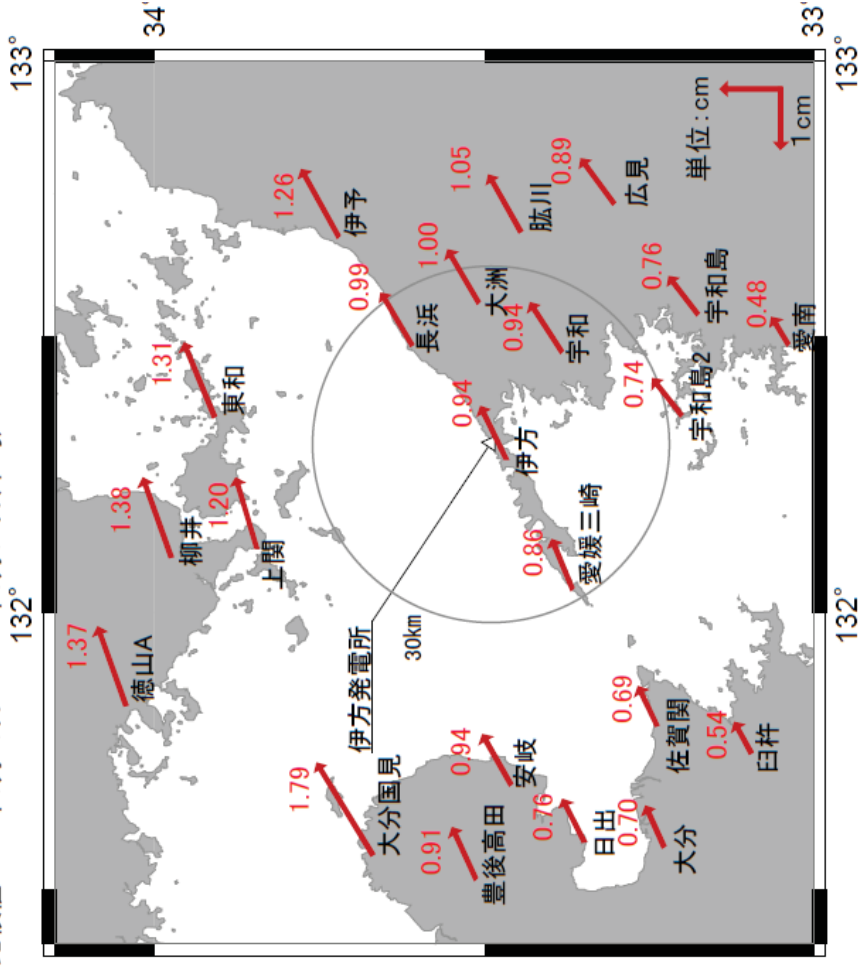 132°
133°
34°
1.37
徳山A
1.38
柳井
1.31
東和
1.20
上関
1.79
大分国見
1.26
伊予
伊方発電所
30km
0.99
長浜
0.91
豊後高田
0.94
安岐
0.94
伊方
1.00
大洲
1.05
肱川
0.86
愛媛三崎
0.94
宇和
0.89
広見
0.76
日出
0.70
大分
0.69
佐賀関
0.74
宇和島2
0.76
宇和島
単位:cm
0.54
臼杵
0.48
愛南
1cm
33°
132°
133°